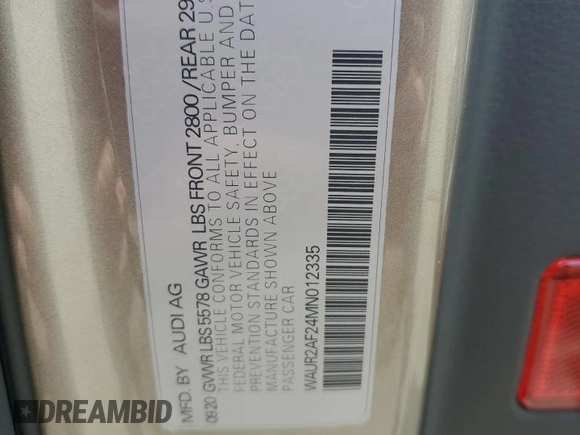 MFD. BY AUDI AG
09.20 GVWR LBS 5578 GAWR LBS FRONT 2800 / REAR 29
THIS VEHICLE CONFORMS TO ALL APPLICABLE U.S
FEDERAL MOTOR VEHICLE SAFETY, BUMPER AND
PREVENTION STANDARDS IN EFFECT ON THE DAT
MANUFACTURE SHOWN ABOVE
PASSENGER CAR
WAUR2AF24MN012335
DREAMBID